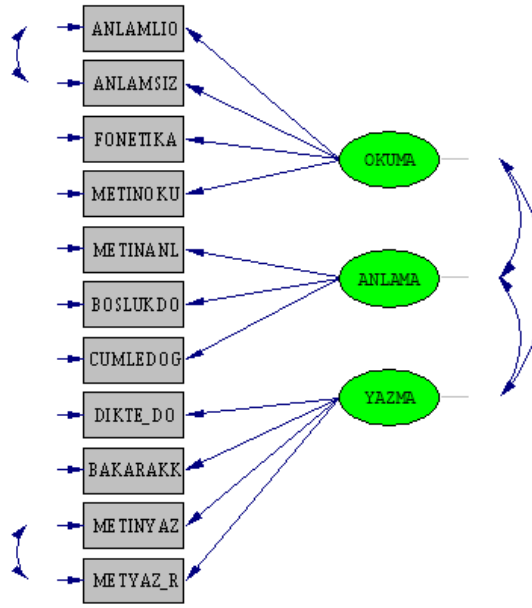 ANLAMLIO
ANLAMSIZ
FONETIKA
METINOKU
OKUMA
METINANL
ANLAMA
BOSLUKDO
CUMLEDOG
YAZMA
DIKTE_DO
BAKARAKK
METINYAZ
METYAZ_R